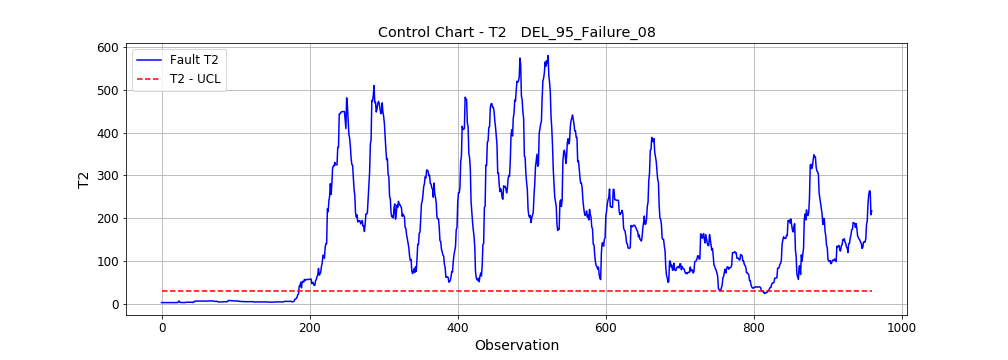 Control Chart - T2   DEL_95_Failure_08
Fault T2
T2 - UCL
600
500
400
300
200
100
0
T2
0 200 400 600 800 1000
Observation